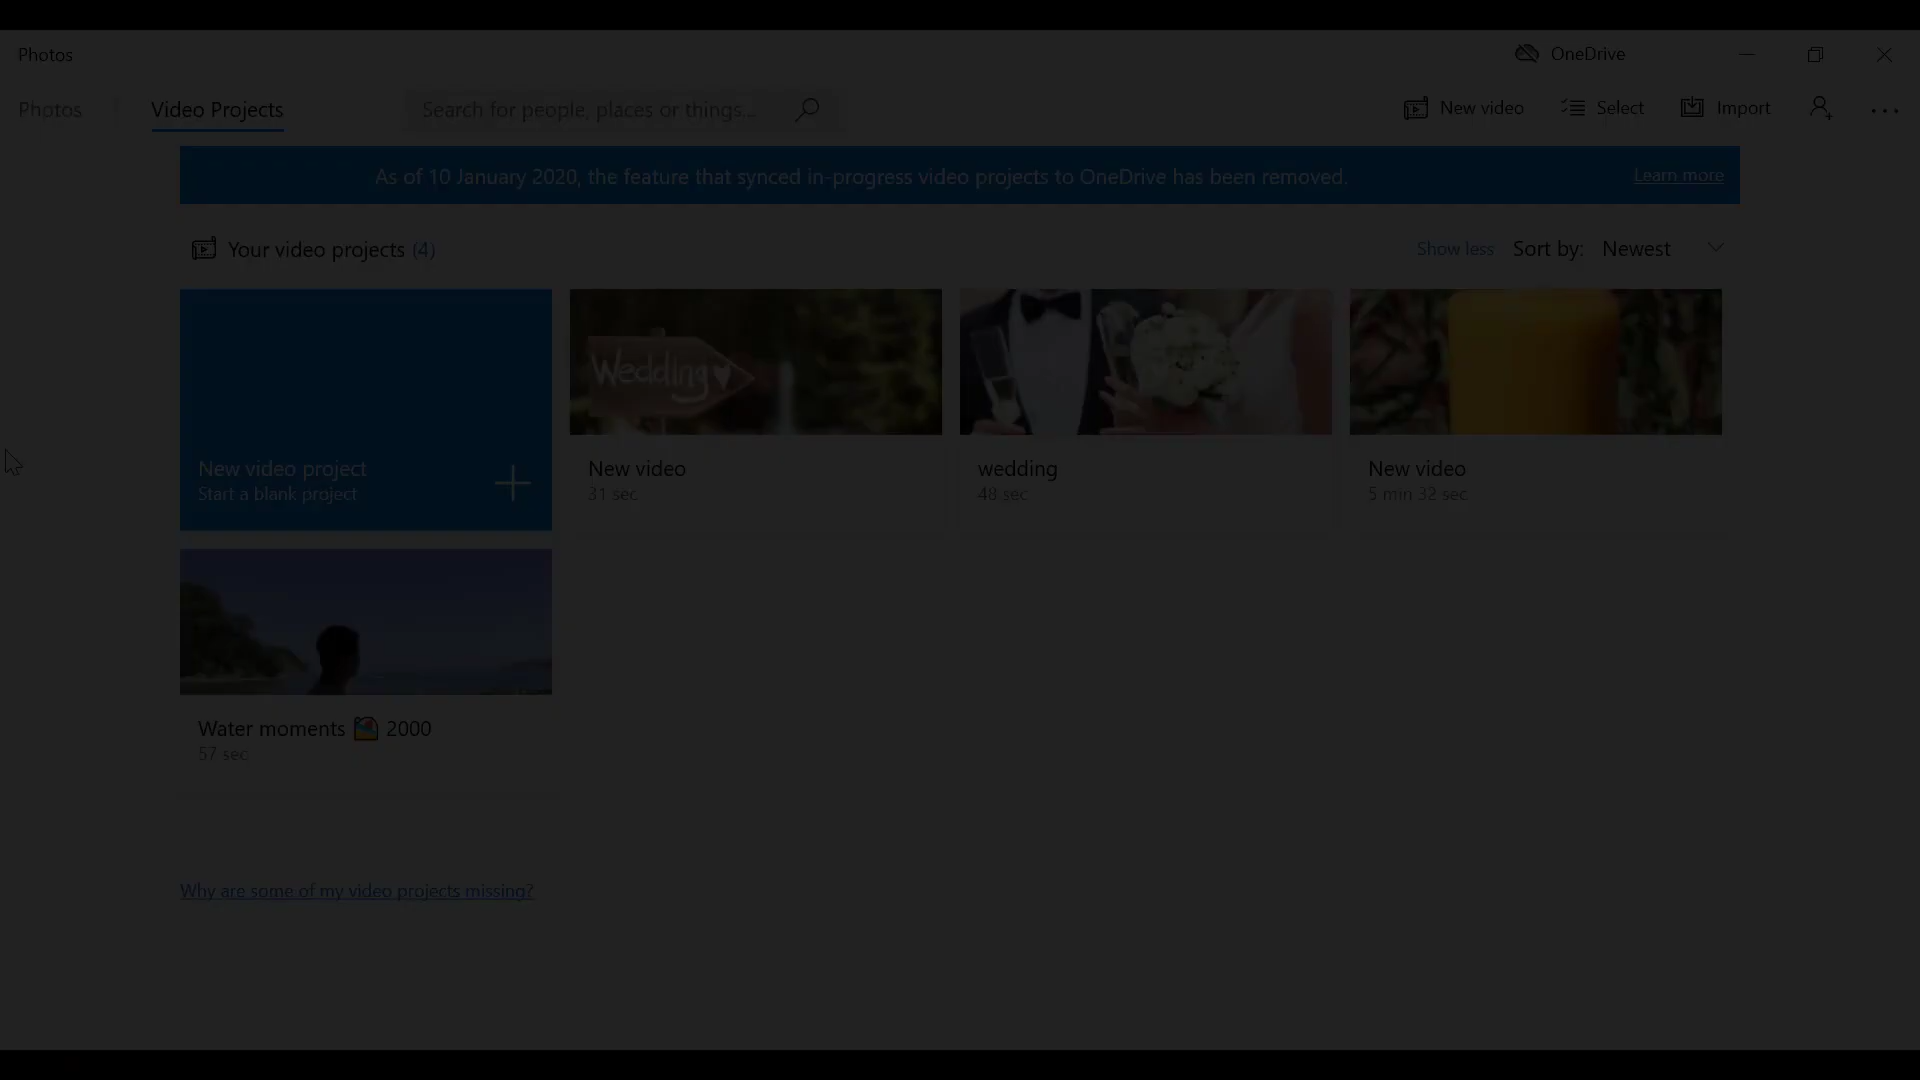 Photos
OneDrive
Photos
Video Projects
Search for people, places or things...
New video
Select
Import
As of 10 January 2020, the feature that synced in-progress video projects to OneDrive has been removed.
Learn more
Your video projects (4)
Show less
Sort by: Newest
Wedding
New video project
Start a blank project
New video
31 sec
wedding
48 sec
New video
5 min 32 sec
Water moments 2000
57 sec
Why are some of my video projects missing?